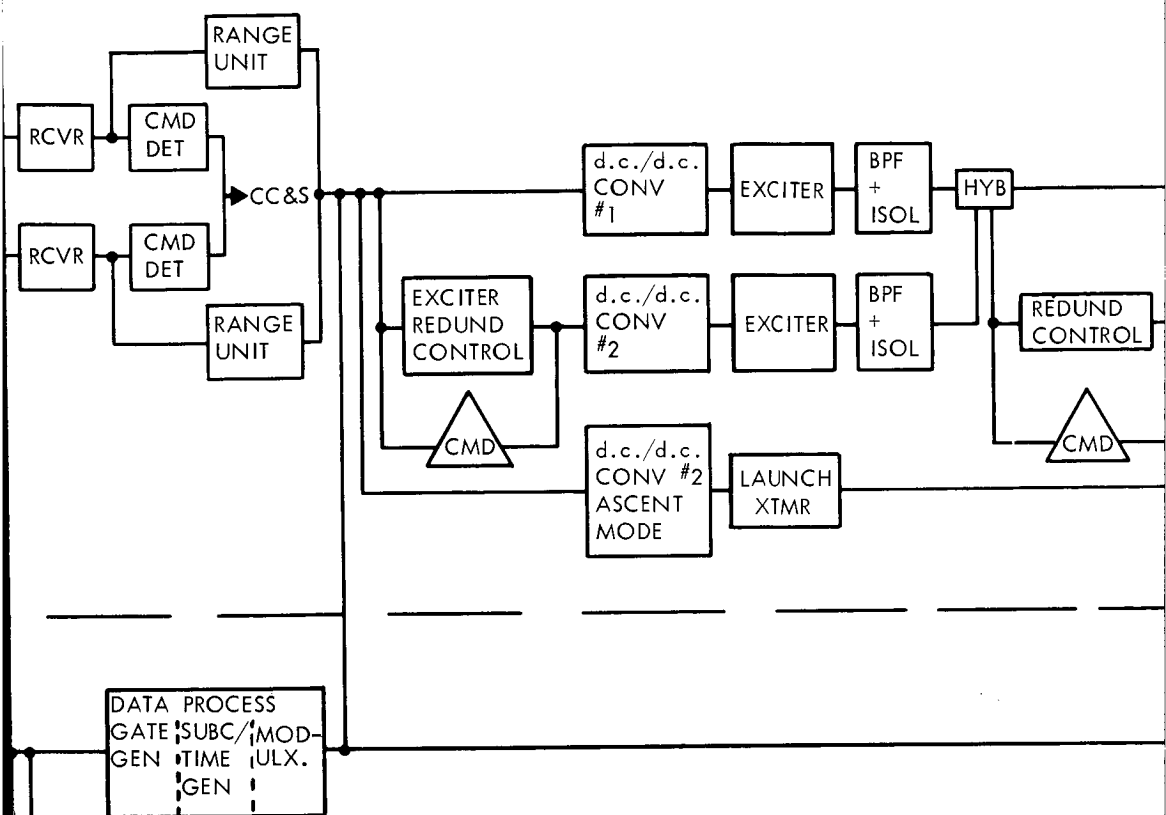 RANGE
UNIT
RCVR
CMD
DET
CC&S
RCVR
CMD
DET
RANGE
UNIT
d.c./d.c.
CONV
#1
EXCITER
BPF
+
ISOL
HYB
EXCITER
REDUND
CONTROL
CMD
d.c./d.c.
CONV
#2
EXCITER
BPF
+
ISOL
REDUND
CONTROL
CMD
d.c./d.c.
CONV #2
ASCENT
MODE
LAUNCH
XTMR
DATA PROCESS
GATE SUBC/ MOD-
GEN TIME ULX.
GEN